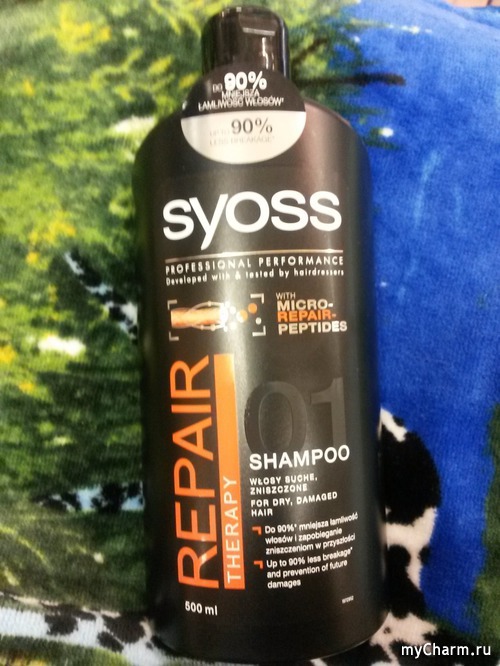 DO 90%
MNIEJSZA
ŁAMLIWOŚĆ WŁOSÓW*
UP TO 90%
LESS BREAKAGE*
syoss
PROFESSIONAL PERFORMANCE
Developed with & tested by hairdressers
WITH
MICRO-
REPAIR-
PEPTIDES
REPAIR
THERAPY
01
SHAMPOO
WŁOSY SUCHE,
ZNISZCZONE
FOR DRY, DAMAGED
HAIR
Do 90%* mniejsza łamliwość
włosów i zapobieganie
zniszczeniom w przyszłości
Up to 90% less breakage*
and prevention of future
damages
500 ml
myCharm.ru